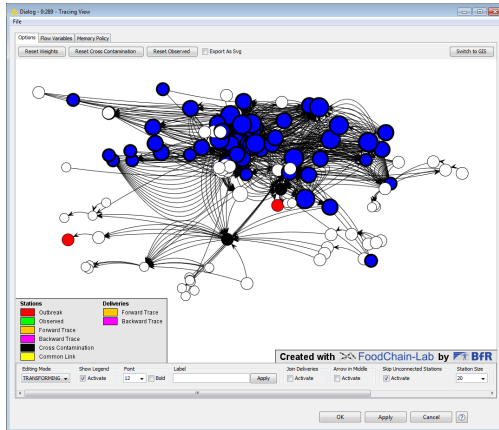 Dialog - 0:289 - Tracing View
File
Options Flow Variables Memory Policy
Reset Weights Reset Cross Contamination Reset Observed Export As Svg Switch to GIS
Stations Deliveries
Outbreak Forward Trace
Observed Backward Trace
Forward Trace
Backward Trace
Cross Contamination
Common Link
Created with FoodChain-Lab by BfR
Editing Mode Show Legend Font Label Join Deliveries Arrow in Middle Skip Unconnected Stations Station Size
TRANSFORMING Activate 12 Bold Apply Activate Activate Activate 20
OK Apply Cancel ?